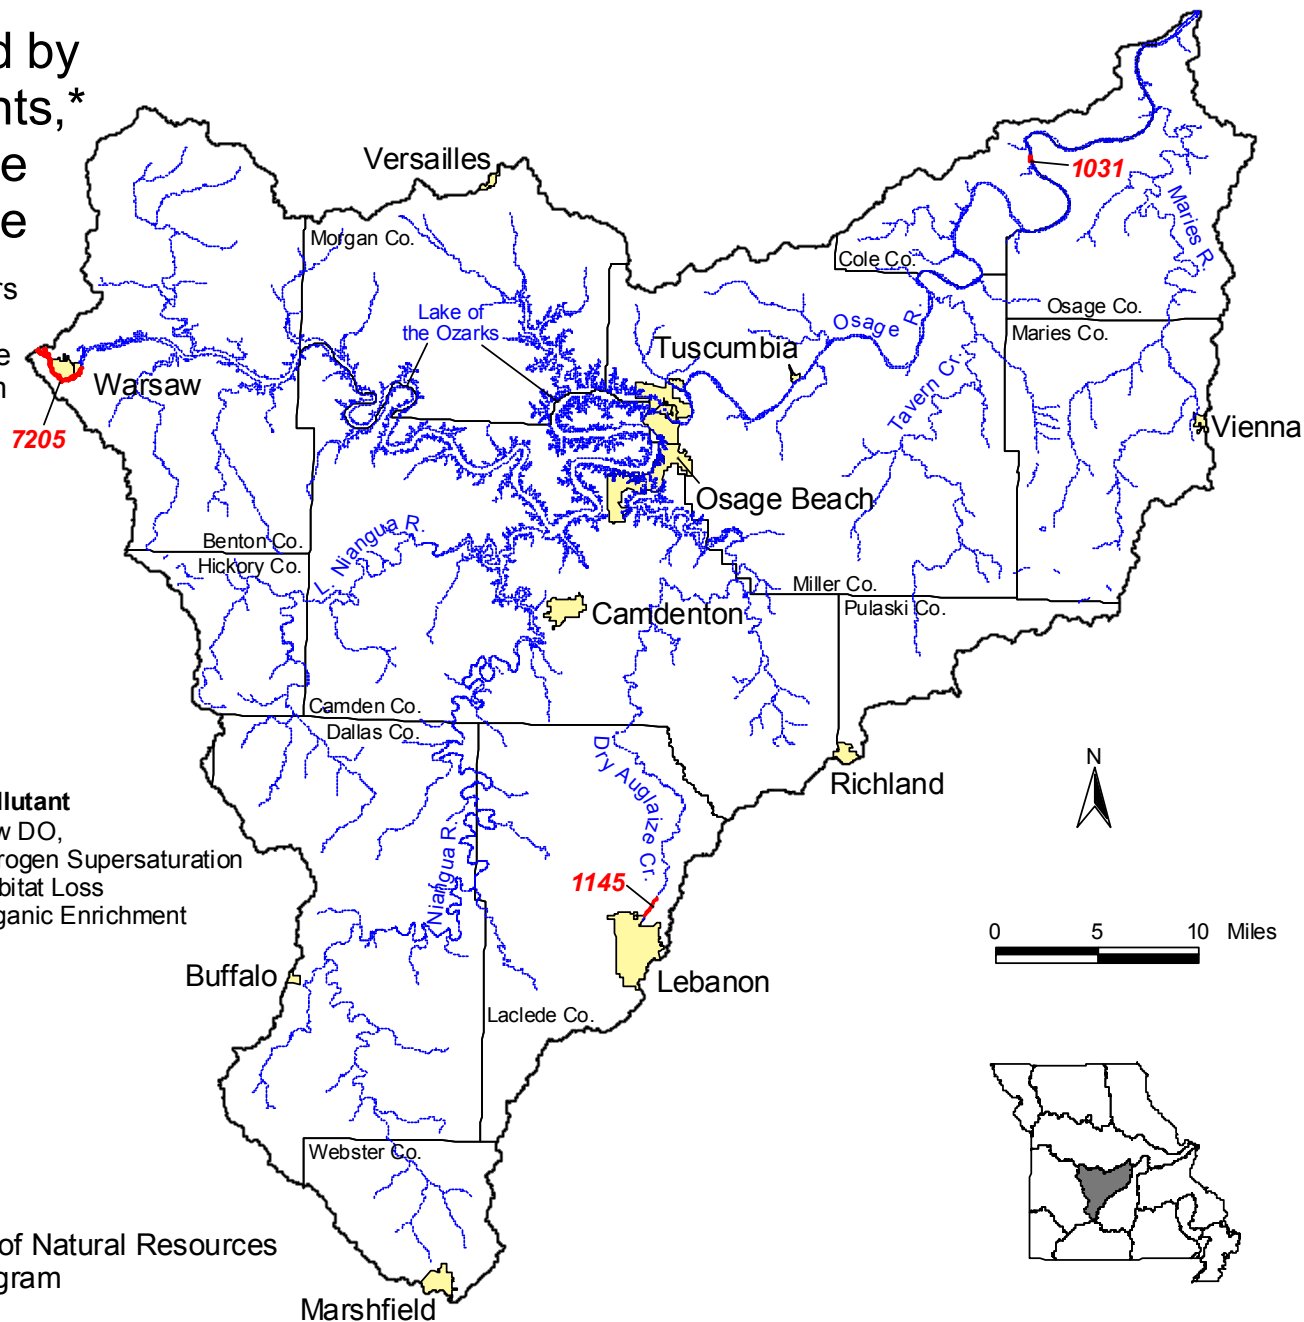 d by
nts,*
e
e
rs
e
n
Versailles
Morgan Co.
1031
Maries R.
Cole Co.
Lake of
the Ozarks
Osage R.
Osage Co.
Maries Co.
Tuscumbia
Warsaw
Tavern Cr.
7205
Vienna
Osage Beach
Benton Co.
Hickory Co.
L. Niangua R.
Miller Co.
Pulaski Co.
Camdenton
Camden Co.
Dallas Co.
Dry Auglaize Cr.
Richland
N
llutant
w DO,
rogen Supersaturation
bitat Loss
ganic Enrichment
Niangua R.
1145
0 5 10 Miles
Buffalo
Lebanon
Laclede Co.
Webster Co.
of Natural Resources
gram
Marshfield